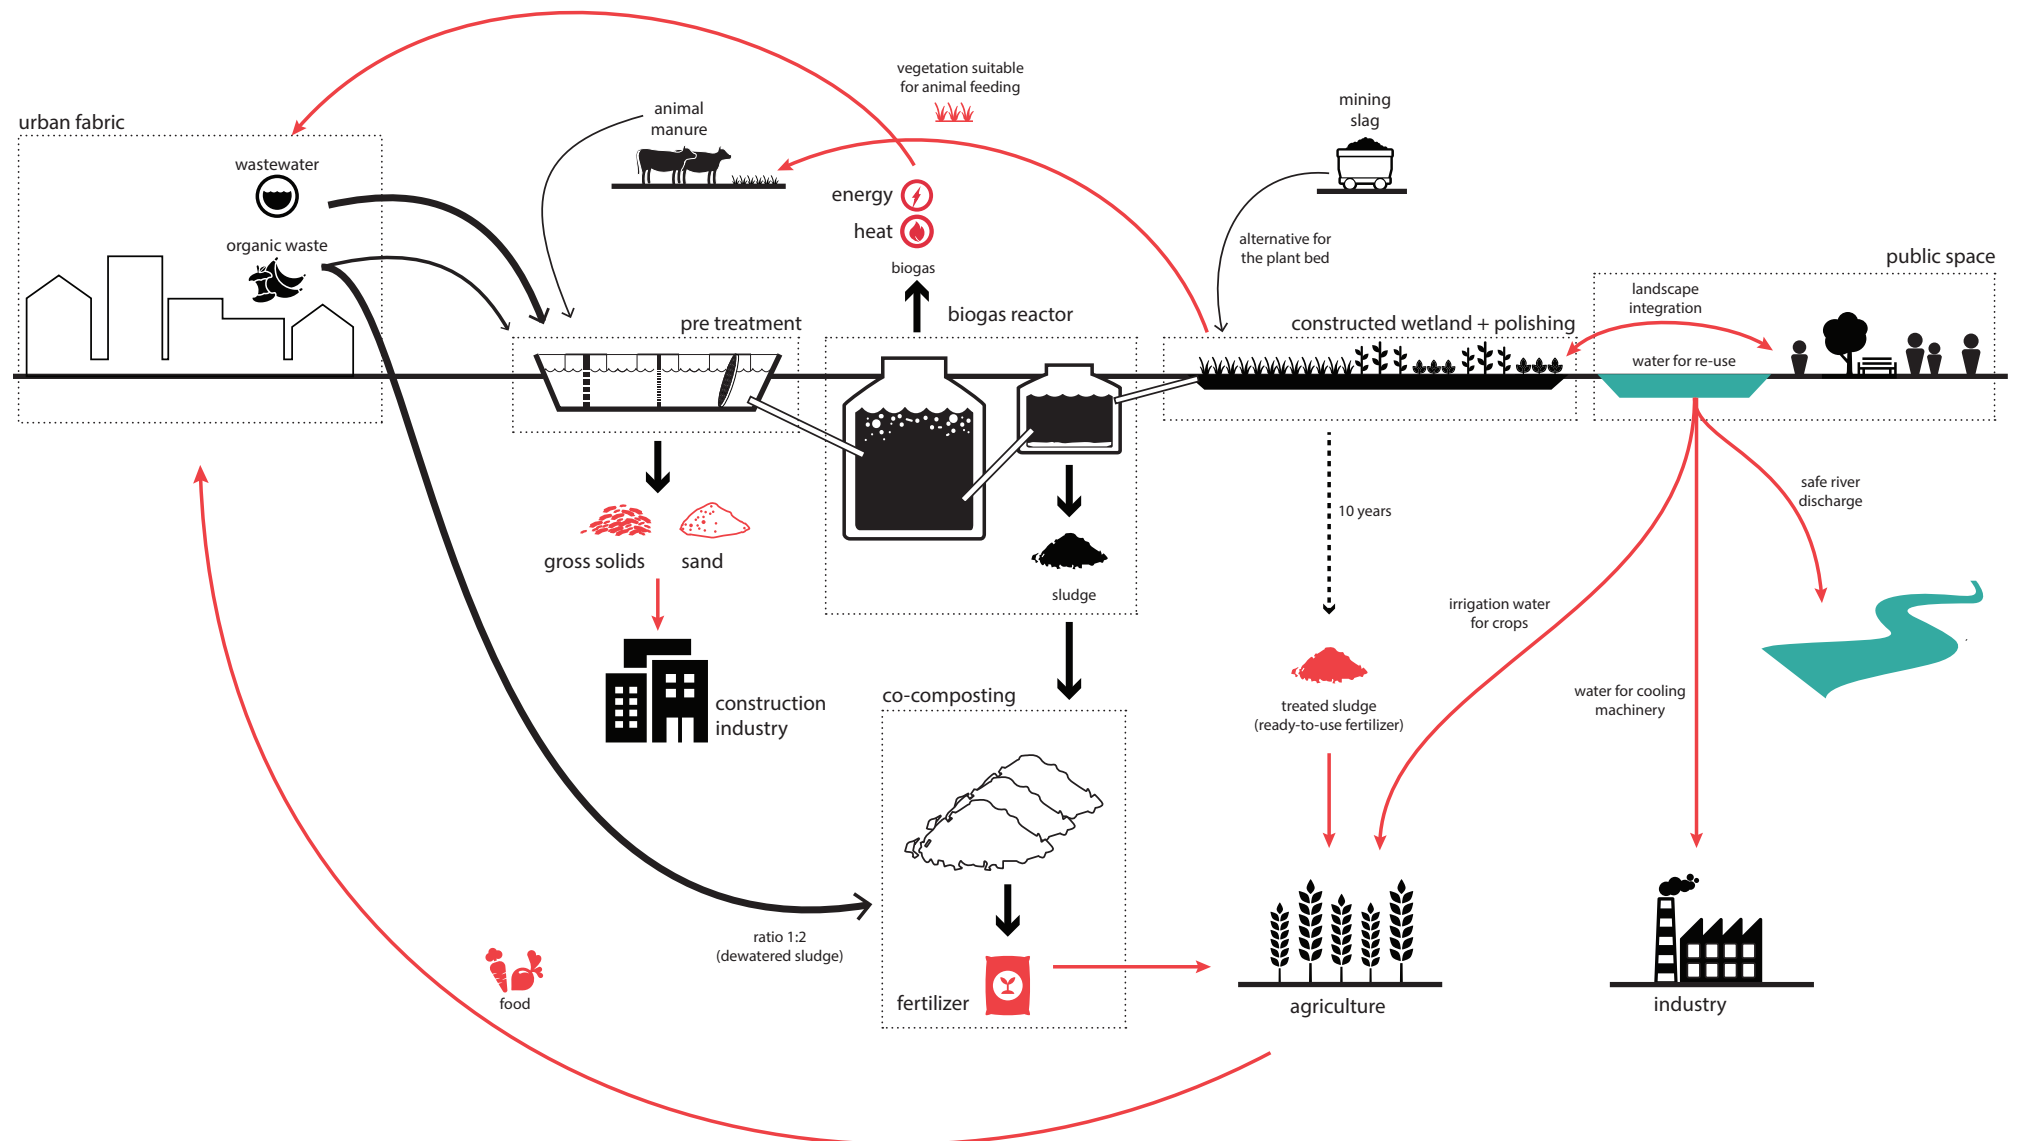 vegetation suitable
for animal feeding
urban fabric
animal
manure
mining
slag
wastewater
organic waste
energy
heat
biogas
alternative for
the plant bed
public space
landscape
integration
pre treatment
biogas reactor
constructed wetland + polishing
water for re-use
10 years
safe river
discharge
gross solids
sand
sludge
irrigation water
for crops
construction
industry
co-composting
treated sludge
(ready-to-use fertilizer)
water for cooling
machinery
ratio 1:2
(dewatered sludge)
food
fertilizer
agriculture
industry